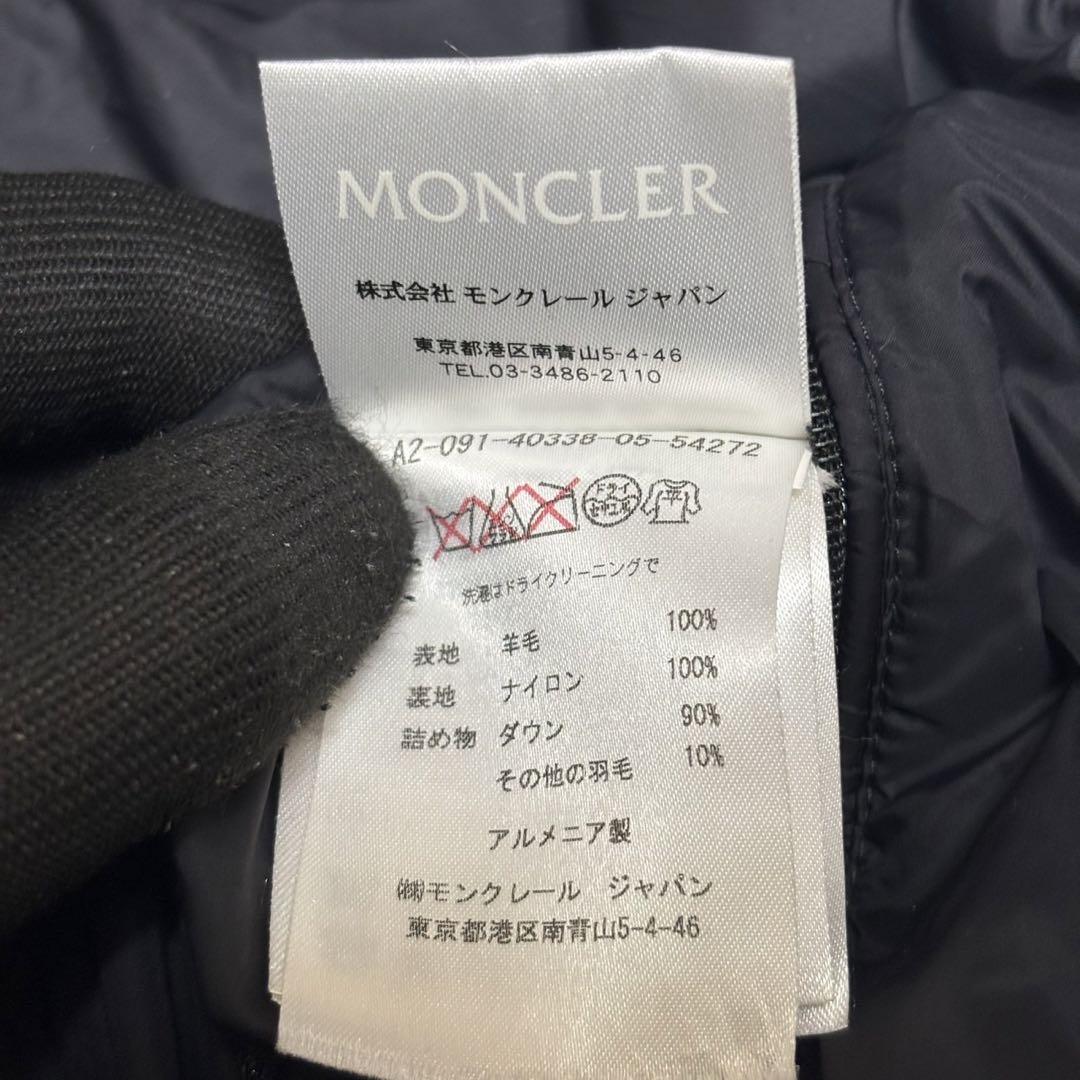 MONCLER
株式会社 モンクレール ジャパン
東京都港区南青山5-4-46
TEL.03-3486-2110
A2-091-40338-05-54272
ドライ
平
洗濯はドライクリーニングで
表地 羊毛 100%
裏地 ナイロン 100%
詰め物 ダウン 90%
その他の羽毛 10%
アルメニア製
㈱モンクレール ジャパン
東京都港区南青山5-4-46